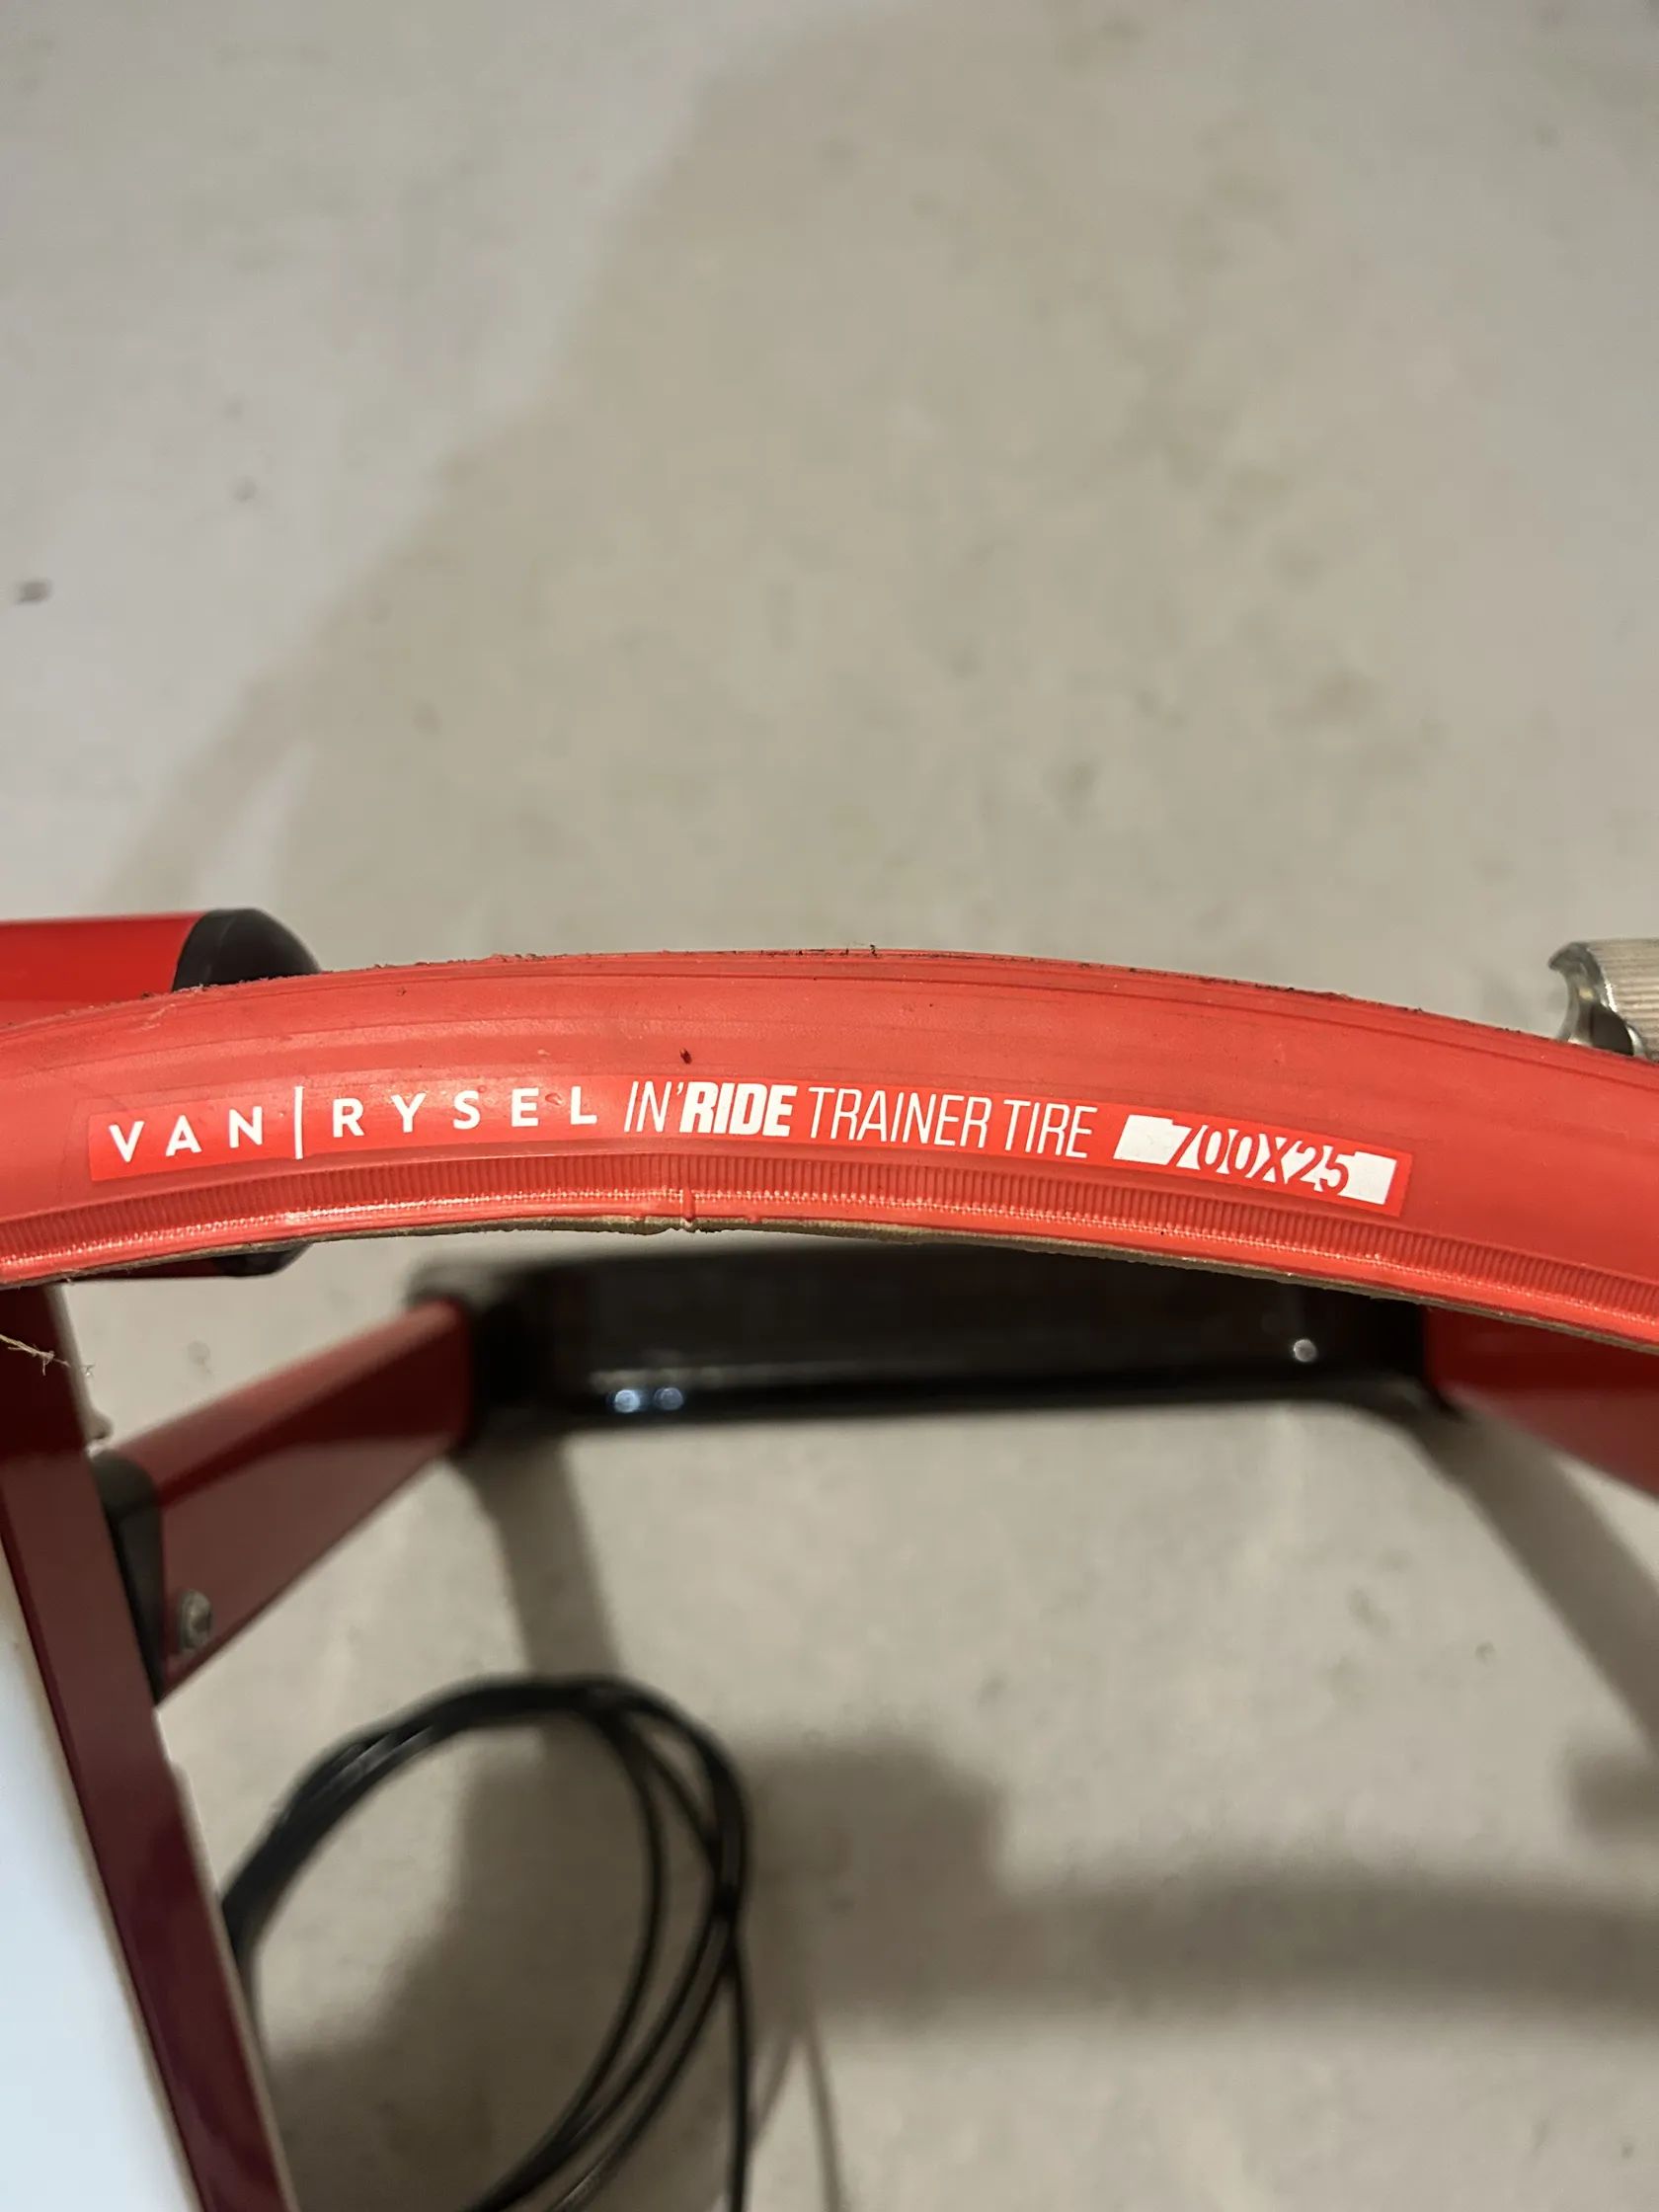 VAN|RYSEL IN'RIDE TRAINER TIRE 700X25